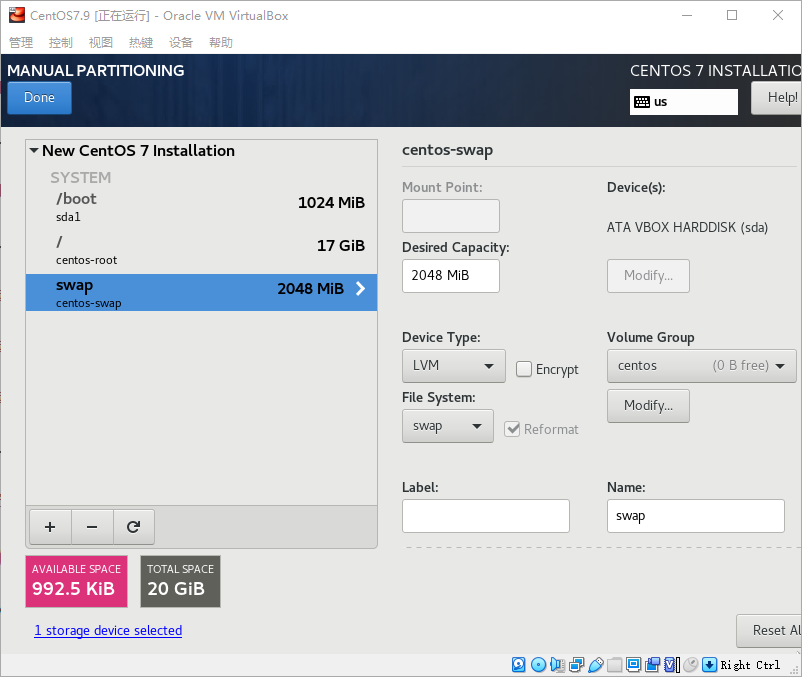 CentOS7.9 [正在运行] - Oracle VM VirtualBox
管理 控制 视图 热键 设备 帮助
MANUAL PARTITIONING
CENTOS 7 INSTALLATIO
Done
us
Help!
New CentOS 7 Installation
SYSTEM
/boot
1024 MiB
sda1
/
17 GiB
centos-root
swap
2048 MiB
centos-swap
+ −
AVAILABLE SPACE
992.5 KiB
TOTAL SPACE
20 GiB
1 storage device selected
centos-swap
Mount Point:
Device(s):
ATA VBOX HARDDISK (sda)
Desired Capacity:
2048 MiB
Modify...
Device Type:
Volume Group
LVM
Encrypt
centos (0 B free)
File System:
Modify...
swap
Reformat
Label:
Name:
swap
Reset Al
Right Ctrl